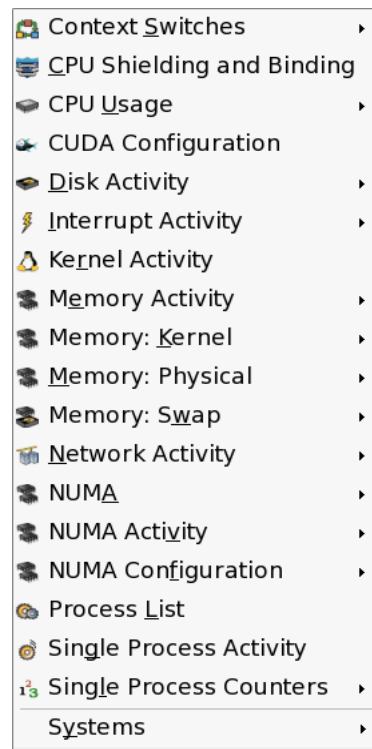 Context Switches
CPU Shielding and Binding
CPU Usage
CUDA Configuration
Disk Activity
Interrupt Activity
Kernel Activity
Memory Activity
Memory: Kernel
Memory: Physical
Memory: Swap
Network Activity
NUMA
NUMA Activity
NUMA Configuration
Process List
Single Process Activity
Single Process Counters
Systems